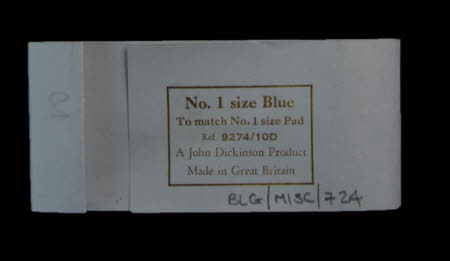 No. 1 size Blue
To match No. 1 size Pad
Ref. 9274/10D
A John Dickinson Product
Made in Great Britain
BLG/MISC/724